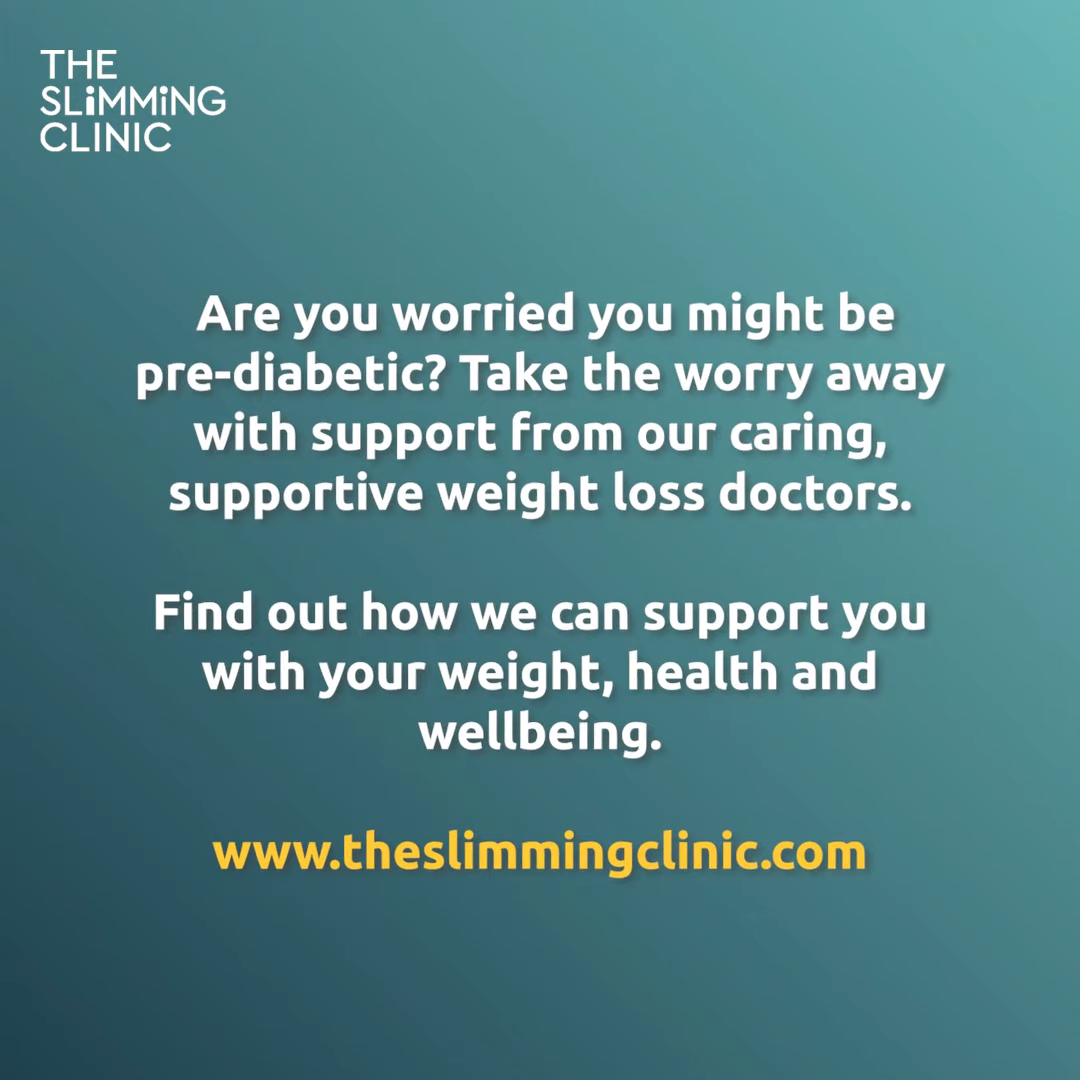 THE
SLiMMiNG
CLINIC
Are you worried you might be
pre-diabetic? Take the worry away
with support from our caring,
supportive weight loss doctors.
Find out how we can support you
with your weight, health and
wellbeing.
www.theslimmingclinic.com